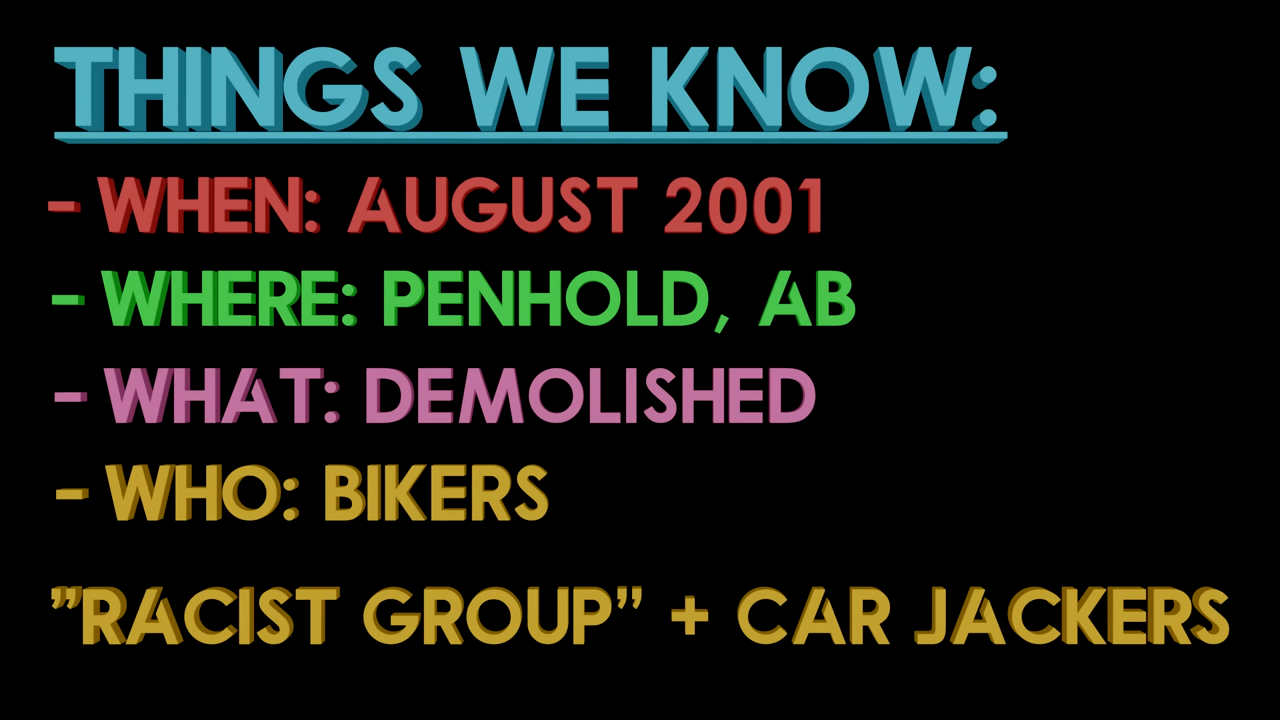 THINGS WE KNOW:
- WHEN: AUGUST 2001
- WHERE: PENHOLD, AB
- WHAT: DEMOLISHED
- WHO: BIKERS
"RACIST GROUP" + CAR JACKERS